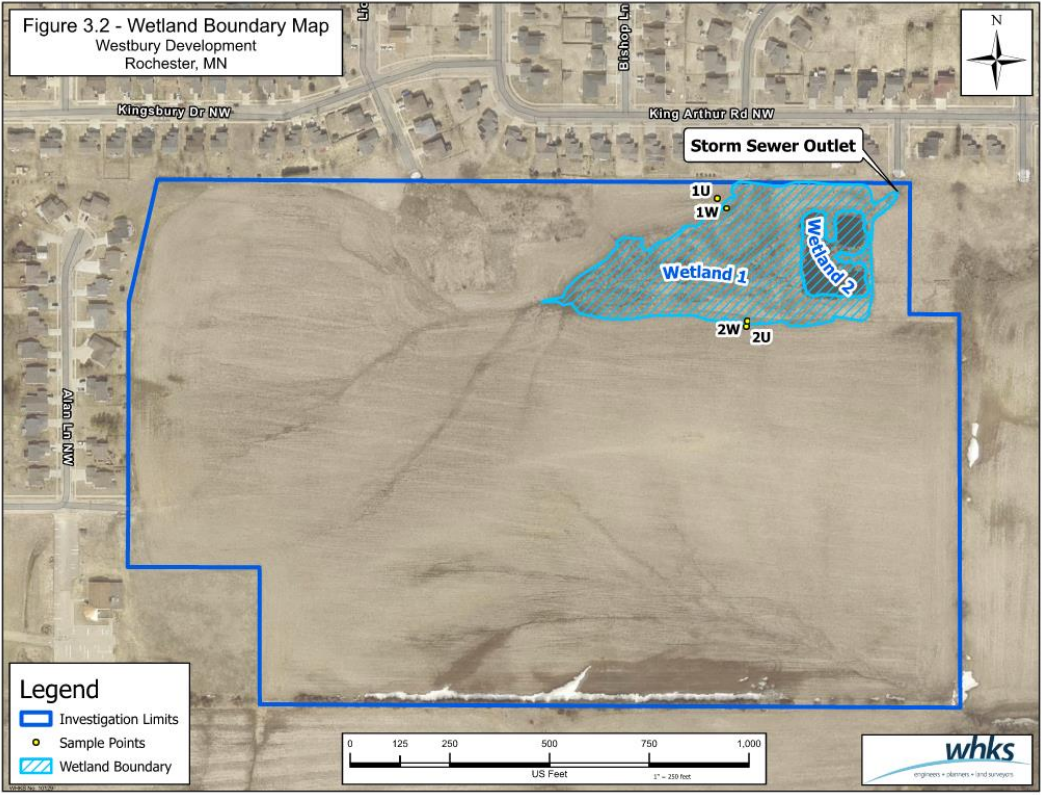 Figure 3.2 - Wetland Boundary Map
Westbury Development
Rochester, MN
N
Bishop Ln
Kingsbury Dr NW
King Arthur Rd NW
Storm Sewer Outlet
1U
1W
Wetland 1
Wetland 2
2W
2U
Alan Ln NW
Legend
Investigation Limits
Sample Points
Wetland Boundary
0 125 250 500 750 1,000
US Feet
1" = 250 feet
whks
engineers + planners + land surveyors